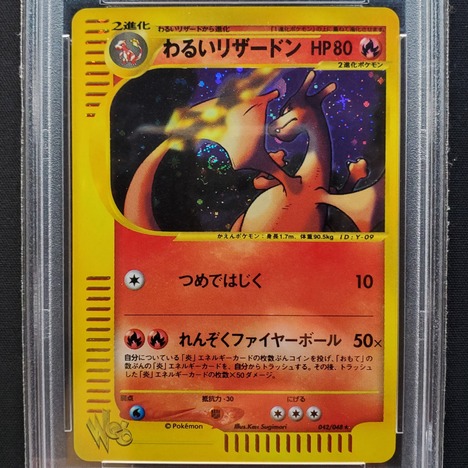 2進化
わるいリザードから進化
わるいリザードン HP80
2進化ポケモン
かえんポケモン:身長1.7m、体重90.5kg ID:Y-09
つめではじく 10
れんぞくファイヤーボール 50×
自分についている「炎」エネルギーカードの枚数ぶんコインを投げ、「おもて」の
数ぶんの「炎」エネルギーカードを、自分からトラッシュする。その後、トラッシュし
た「炎」エネルギーカードの枚数×50ダメージ。
弱点 抵抗力 -30 にげる
Web
©Pokémon Illus.Ken Sugimori 042/048